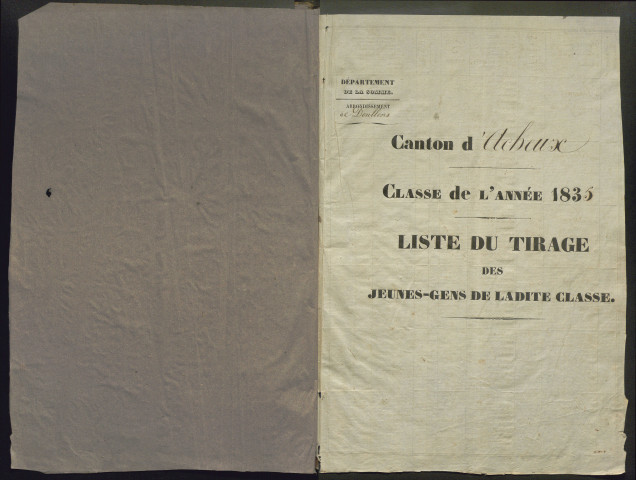 DÉPARTEMENT
DE LA SOMME.
ARRONDISSEMENT
de Doullens
Canton d'Acheux
CLASSE de L'ANNÉE 1835
LISTE DU TIRAGE
DES
JEUNES-GENS DE LADITE CLASSE.